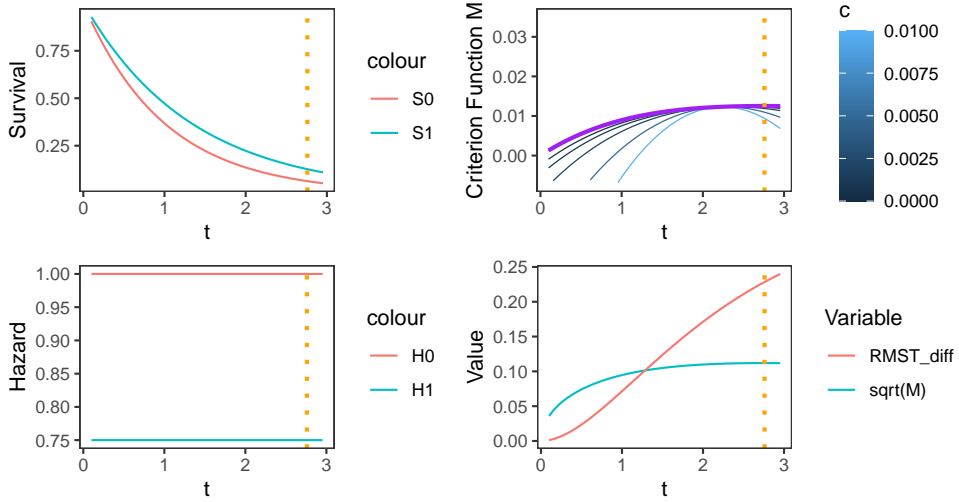 Survival
0.75
0.50
0.25
0
1
2
3
t
colour
S0
S1
Criterion Function M
0.03
0.02
0.01
0.00
0
1
2
3
t
c
0.0100
0.0075
0.0050
0.0025
0.0000
Hazard
1.00
0.95
0.90
0.85
0.80
0.75
0
1
2
3
t
colour
H0
H1
Value
0.25
0.20
0.15
0.10
0.05
0.00
0
1
2
3
t
Variable
RMST_diff
sqrt(M)